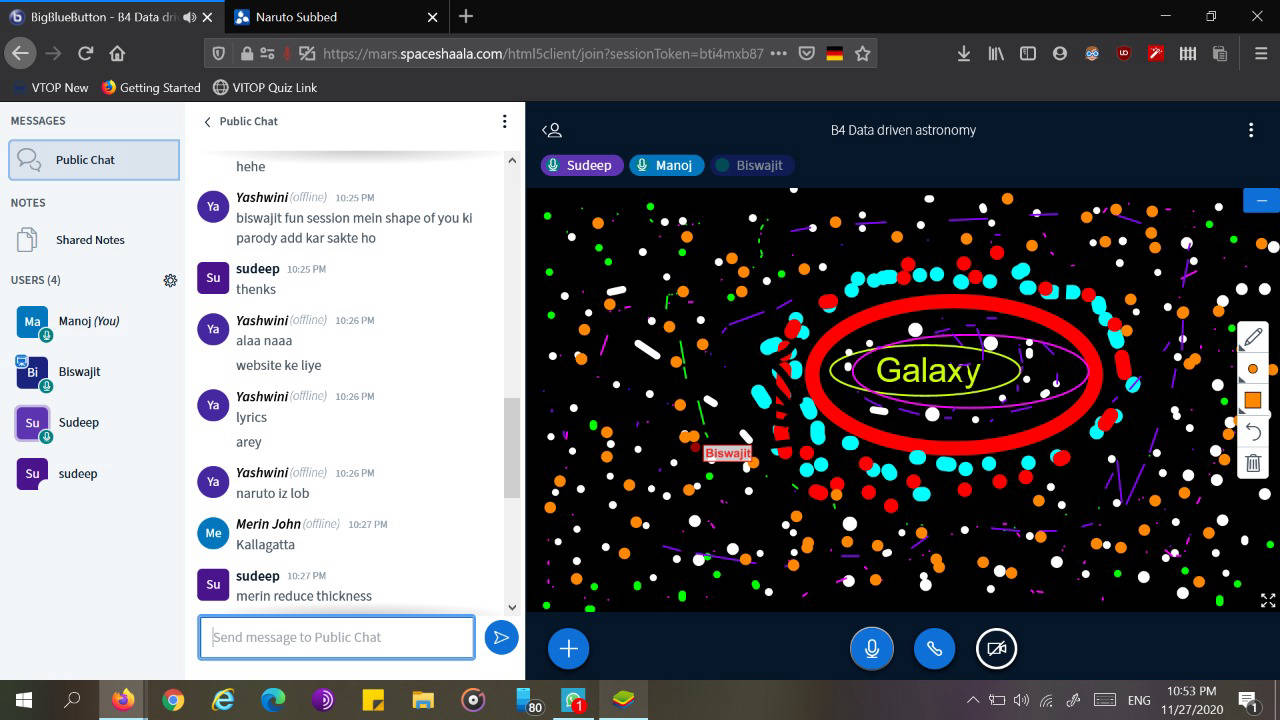 BigBlueButton - B4 Data dri
Naruto Subbed
https://mars.spaceshaala.com/html5client/join?sessionToken=bti4mxb87
VTOP New
Getting Started
VITOP Quiz Link
MESSAGES
Public Chat
NOTES
Shared Notes
USERS (4)
Ma
Manoj (You)
Bi
Biswajit
Su
Sudeep
Su
sudeep
Public Chat
hehe
Ya
Yashwini (offline) 10:25 PM
biswajit fun session mein shape of you ki
parody add kar sakte ho
Su
sudeep 10:25 PM
thenks
Ya
Yashwini (offline) 10:26 PM
alaa naaa
website ke liye
Ya
Yashwini (offline) 10:26 PM
lyrics
arey
Ya
Yashwini (offline) 10:26 PM
naruto iz lob
Me
Merin John (offline) 10:27 PM
Kallagatta
Su
sudeep 10:27 PM
merin reduce thickness
Send message to Public Chat
B4 Data driven astronomy
Sudeep
Manoj
Biswajit
Galaxy
Biswajit
80
1
ENG
10:53 PM
11/27/2020
1